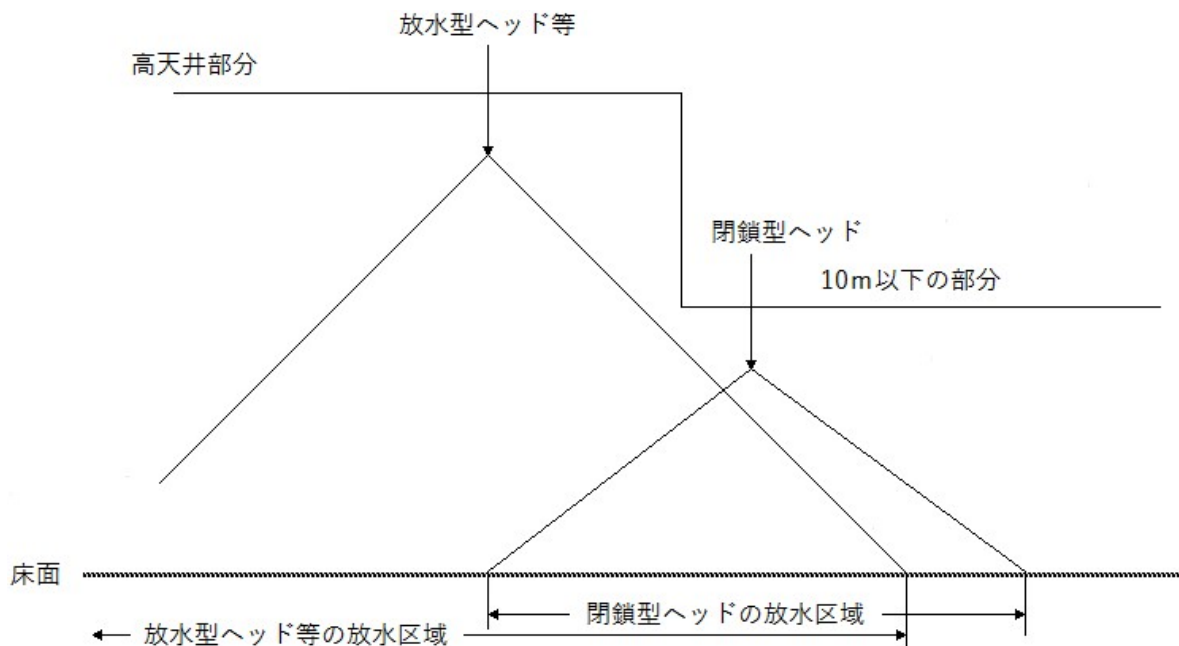 放水型ヘッド等
高天井部分
閉鎖型ヘッド
10m以下の部分
床面
閉鎖型ヘッドの放水区域
放水型ヘッド等の放水区域